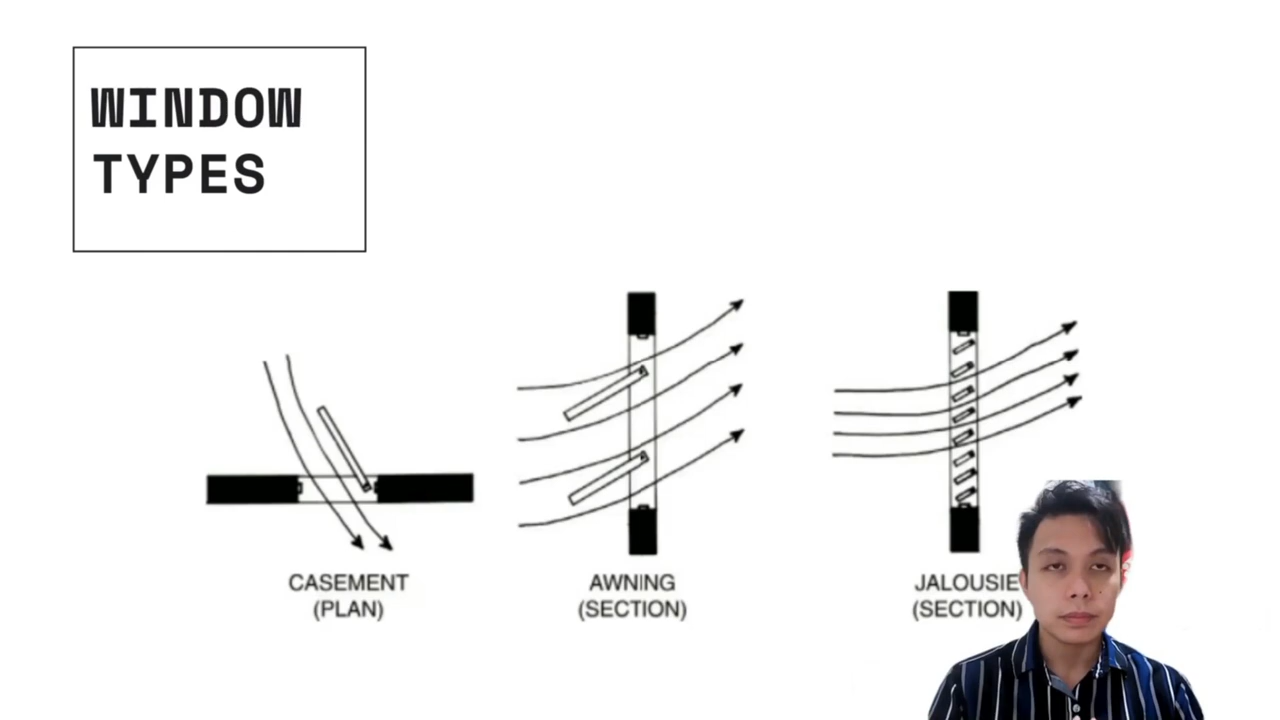 WINDOW
TYPES
CASEMENT
(PLAN)
AWNING
(SECTION)
JALOUSIE
(SECTION)